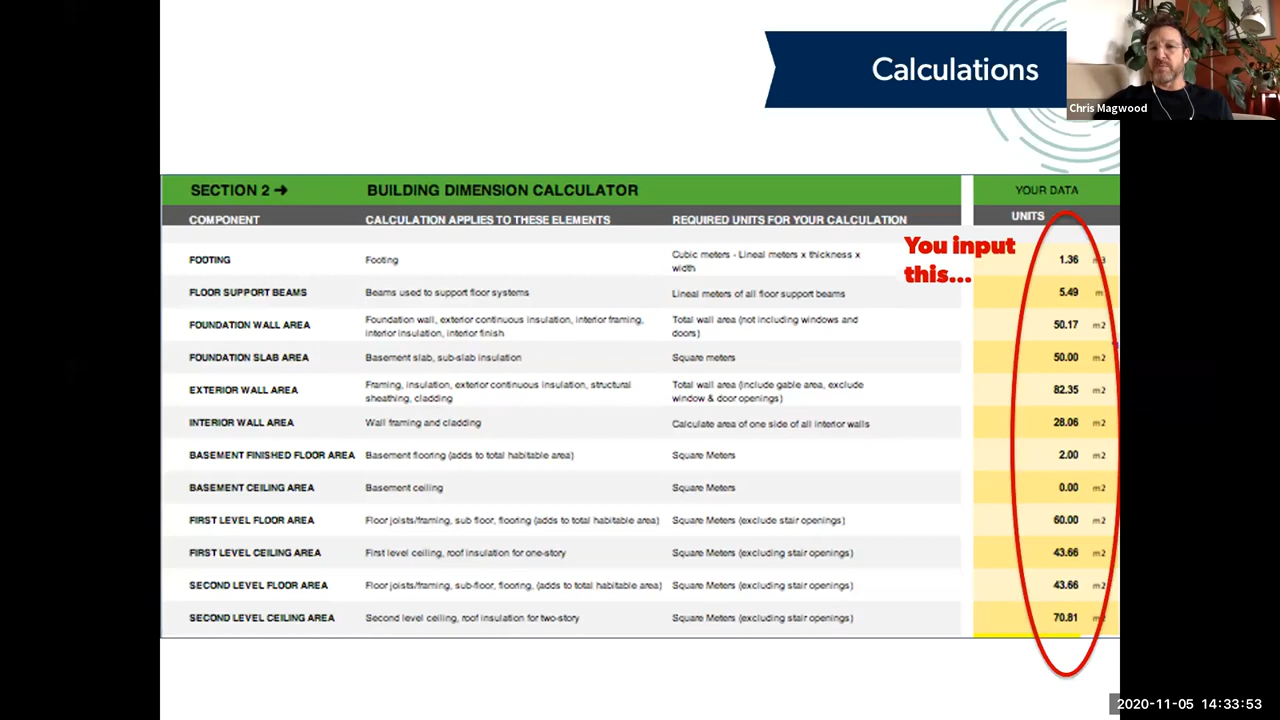 Calculations
Chris Magwood
SECTION 2 ➔ BUILDING DIMENSION CALCULATOR YOUR DATA
COMPONENT CALCULATION APPLIES TO THESE ELEMENTS REQUIRED UNITS FOR YOUR CALCULATION UNITS
You input
this...
FOOTING Footing Cubic meters - Lineal meters x thickness x
width 1.36 m3
FLOOR SUPPORT BEAMS Beams used to support floor systems Lineal meters of all floor support beams 5.49 m
FOUNDATION WALL AREA Foundation wall, exterior continuous insulation, interior framing,
interior insulation, interior finish Total wall area (not including windows and
doors) 50.17 m2
FOUNDATION SLAB AREA Basement slab, sub-slab insulation Square meters 50.00 m2
EXTERIOR WALL AREA Framing, insulation, exterior continuous insulation, structural
sheathing, cladding Total wall area (include gable area, exclude
window & door openings) 82.35 m2
INTERIOR WALL AREA Wall framing and cladding Calculate area of one side of all interior walls 28.06 m2
BASEMENT FINISHED FLOOR AREA Basement flooring (adds to total habitable area) Square Meters 2.00 m2
BASEMENT CEILING AREA Basement ceiling Square Meters 0.00 m2
FIRST LEVEL FLOOR AREA Floor joists/framing, sub floor, flooring (adds to total habitable area) Square Meters (exclude stair openings) 60.00 m2
FIRST LEVEL CEILING AREA First level ceiling, roof insulation for one-story Square Meters (excluding stair openings) 43.66 m2
SECOND LEVEL FLOOR AREA Floor joists/framing, sub-floor, flooring, (adds to total habitable area) Square Meters (excluding stair openings) 43.66 m2
SECOND LEVEL CEILING AREA Second level ceiling, roof insulation for two-story Square Meters (excluding stair openings) 70.81 m2
2020-11-05 14:33:53